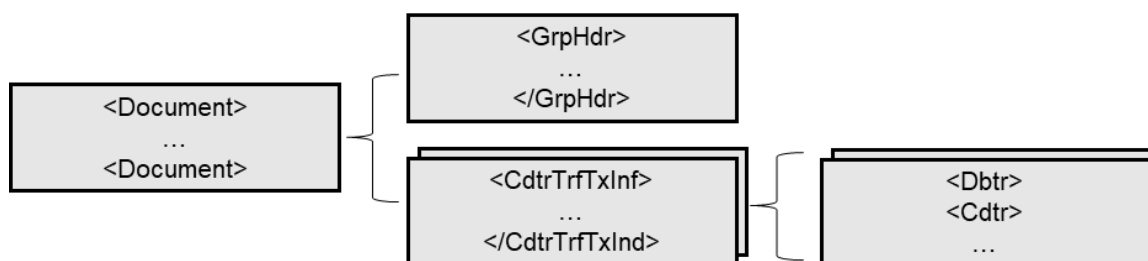 <Document>
…
<Document>
<GrpHdr>
…
</GrpHdr>
<CdtrTrfTxInf>
…
</CdtrTrfTxInd>
<Dbtr>
<Cdtr>
…